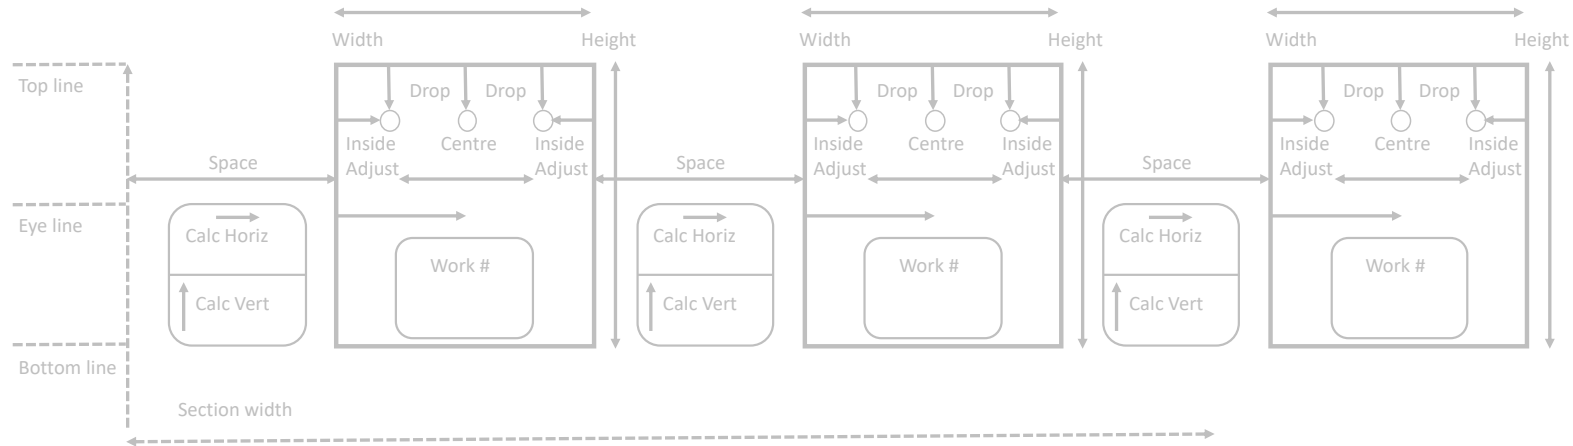 Width Height Width Height Width Height
Top line
Drop Drop Drop Drop Drop Drop
Inside Centre Inside Inside Centre Inside Inside Centre Inside
Space Adjust Adjust Space Adjust Adjust Space Adjust Adjust
Eye line
Calc Horiz Calc Horiz Calc Horiz
Work # Work # Work #
Calc Vert Calc Vert Calc Vert
Bottom line
Section width